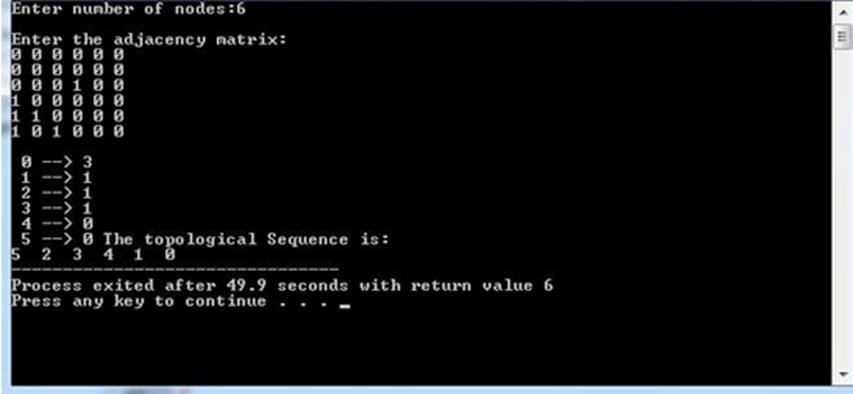 Enter number of nodes:6
Enter the adjacency matrix:
0 0 0 0 0 0
0 0 0 0 0 0
0 0 0 1 0 0
1 0 0 0 0 0
1 1 0 0 0 0
1 0 1 0 0 0
0 --> 3
1 --> 1
2 --> 1
3 --> 1
4 --> 0
5 --> 0 The topological Sequence is:
5 2 3 4 1 0
--------------------------------
Process exited after 49.9 seconds with return value 6
Press any key to continue . . . _